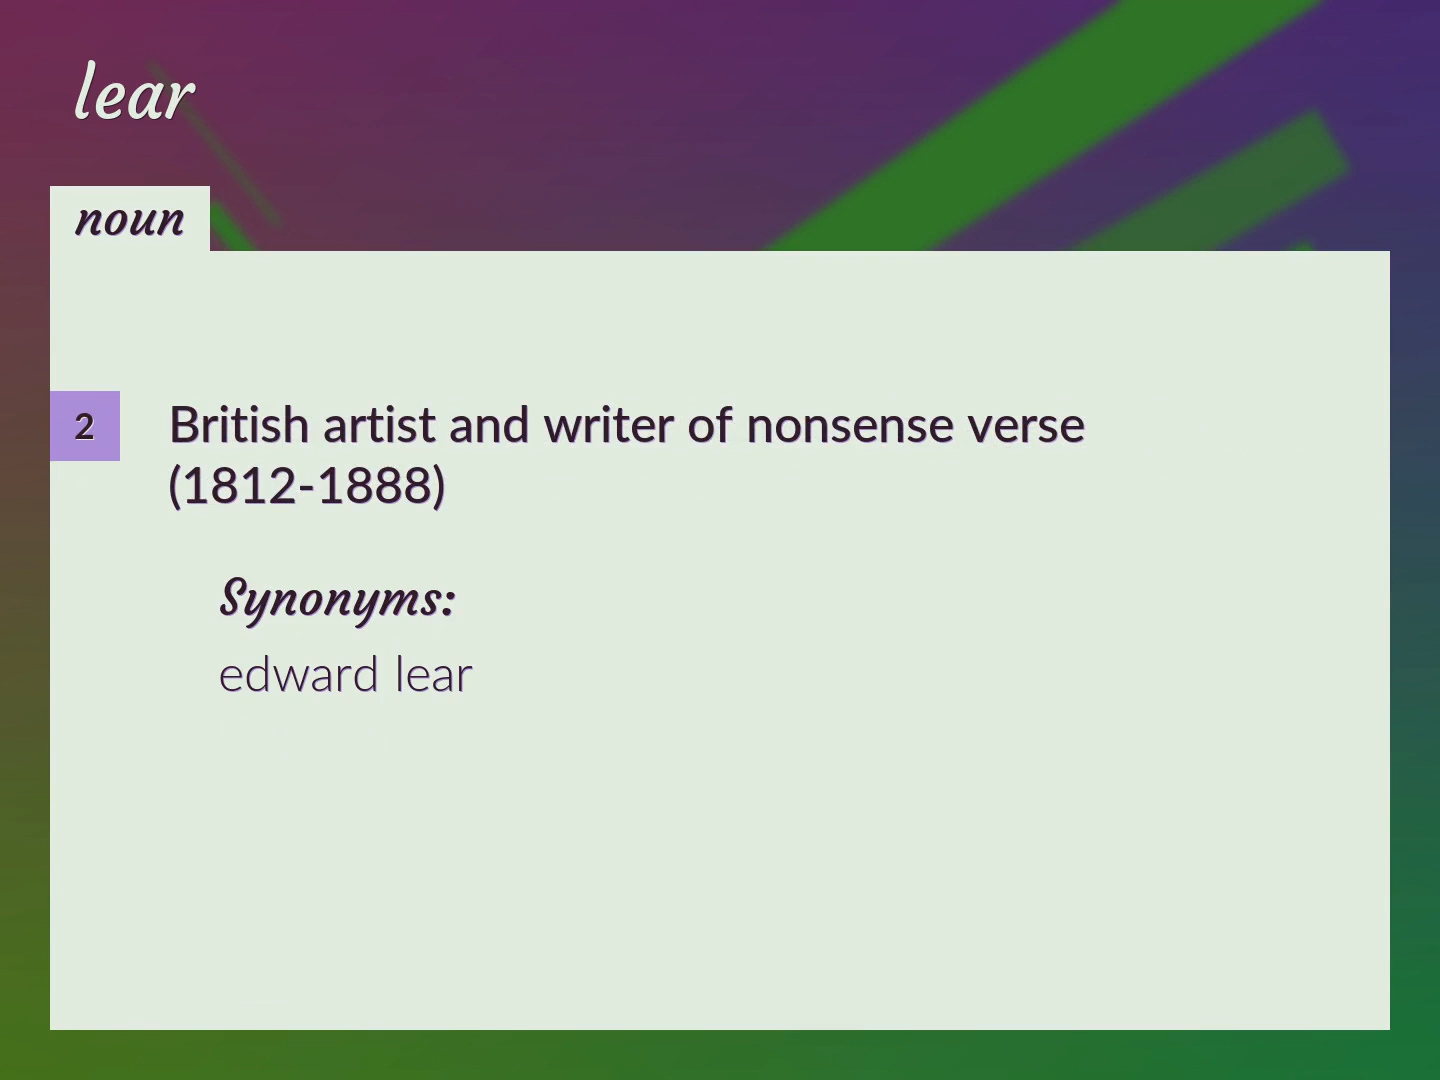 lear
noun
2
British artist and writer of nonsense verse
(1812-1888)
Synonyms:
edward lear